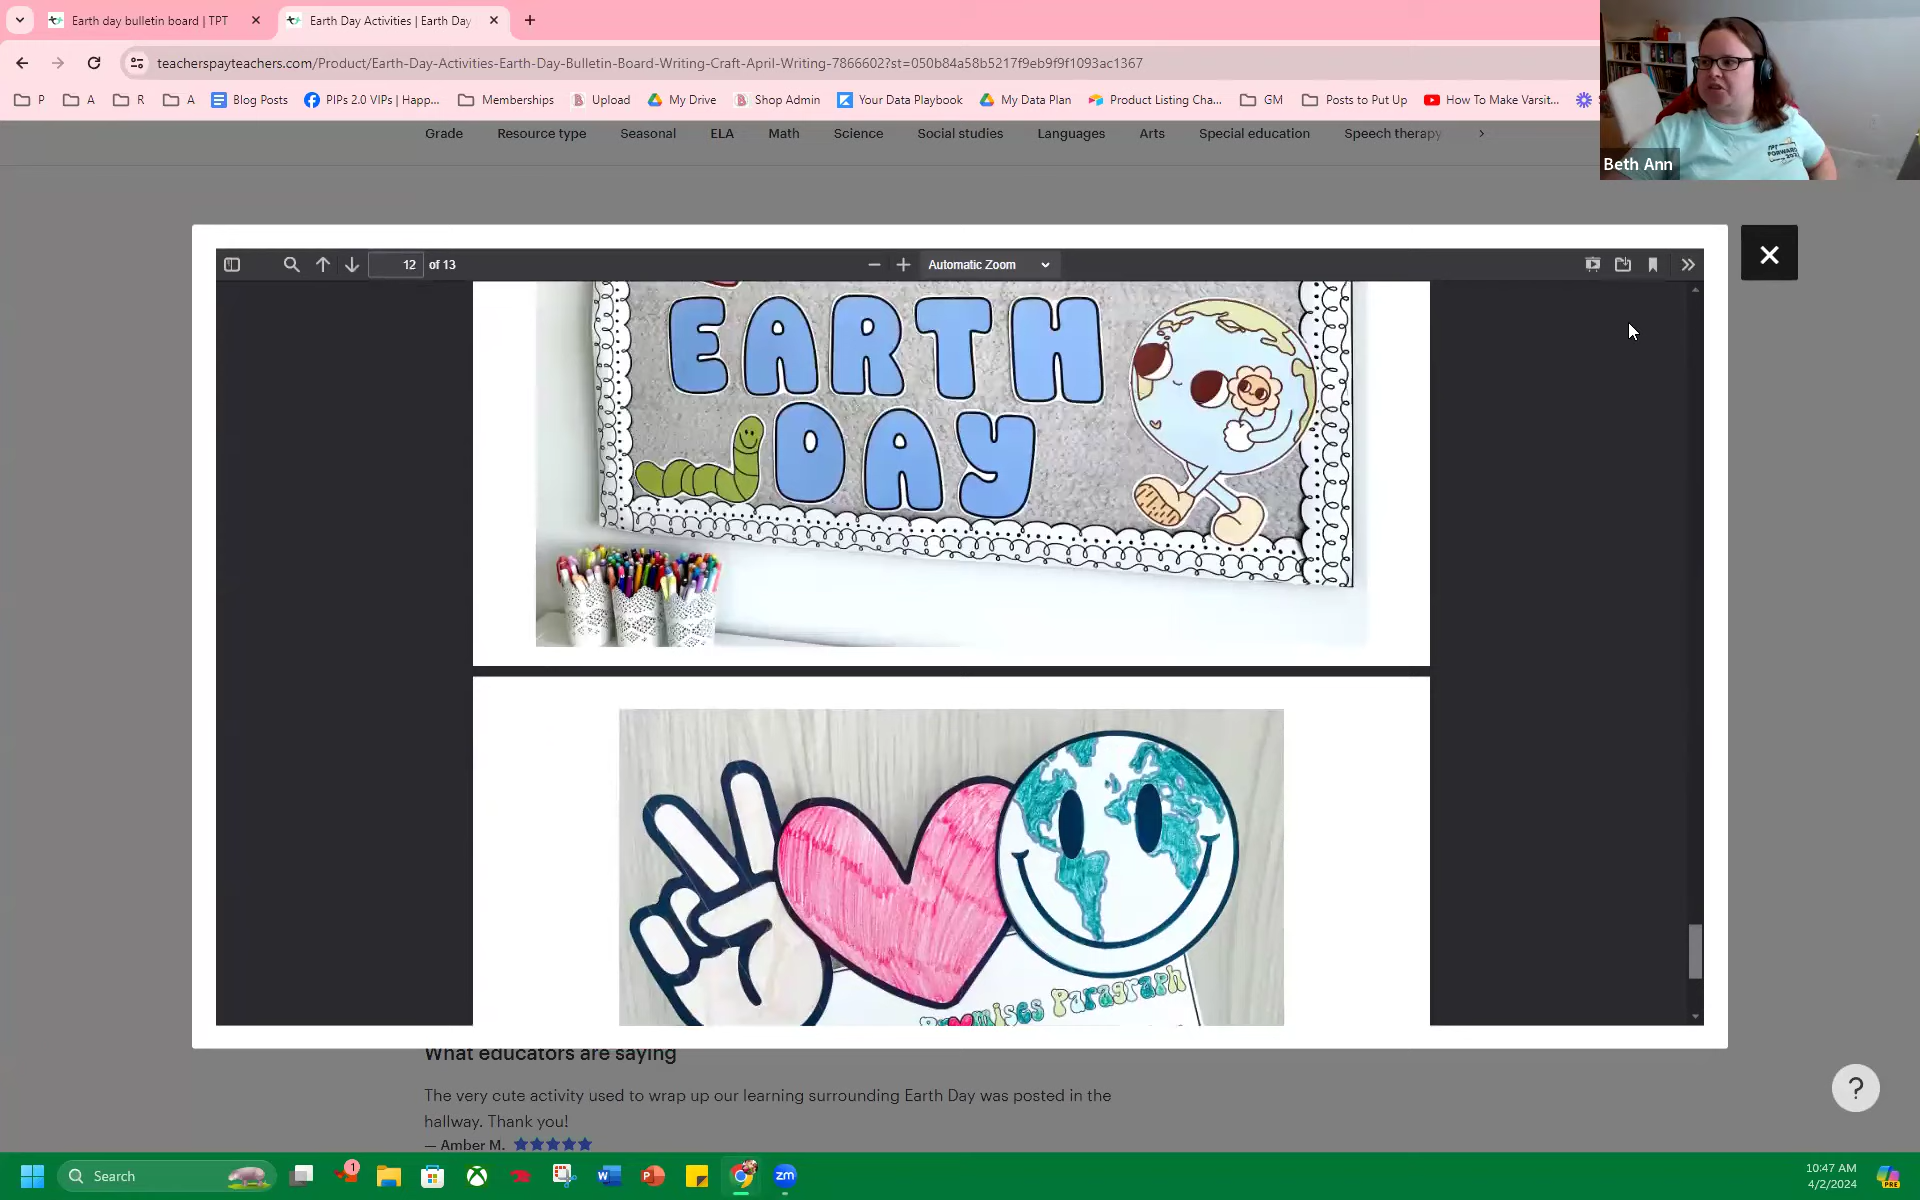 Earth day bulletin board | TPT
Earth Day Activities | Earth Day
teacherspayteachers.com/Product/Earth-Day-Activities-Earth-Day-Bulletin-Board-Writing-Craft-April-Writing-7866602?st=050b84a58b5217f9eb9f9f1093ac1367
P A R A Blog Posts PIPs 2.0 VIPs | Happ... Memberships Upload My Drive Shop Admin Your Data Playbook My Data Plan Product Listing Cha... GM Posts to Put Up How To Make Varsit...
Grade Resource type Seasonal ELA Math Science Social studies Languages Arts Special education Speech therapy
TPT
FORWARD
Beth Ann
12 of 13
Automatic Zoom
EARTH
DAY
Promises Paragraph
What educators are saying
The very cute activity used to wrap up our learning surrounding Earth Day was posted in the
hallway. Thank you!
— Amber M.
?
Search
1
W
P
zm
PRE
10:47 AM
4/2/2024